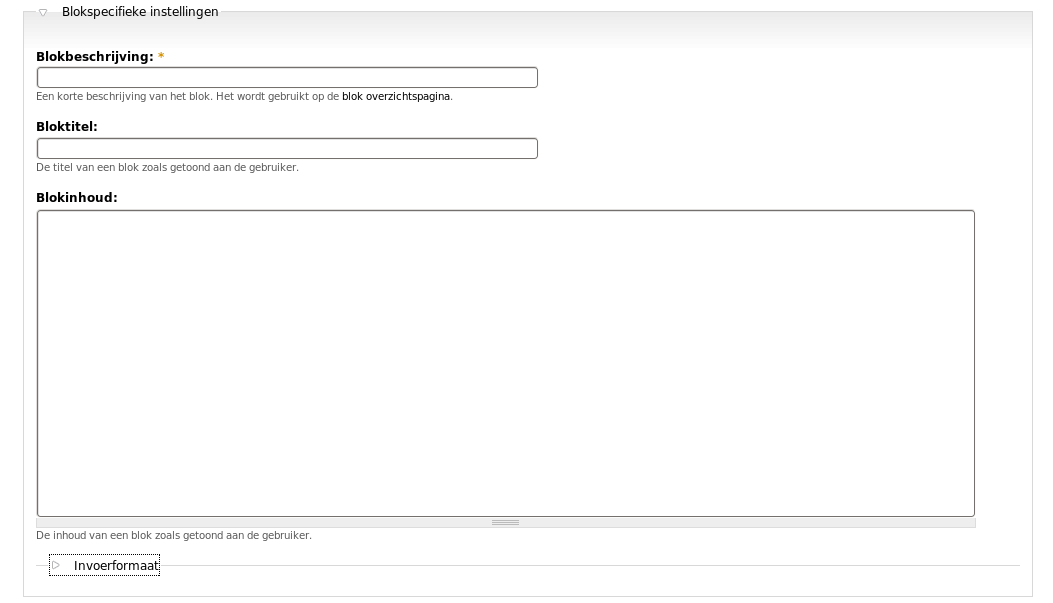 Blokspecifieke instellingen
Blokbeschrijving: *
Een korte beschrijving van het blok. Het wordt gebruikt op de blok overzichtspagina.
Bloktitel:
De titel van een blok zoals getoond aan de gebruiker.
Blokinhoud:
De inhoud van een blok zoals getoond aan de gebruiker.
Invoerformaat